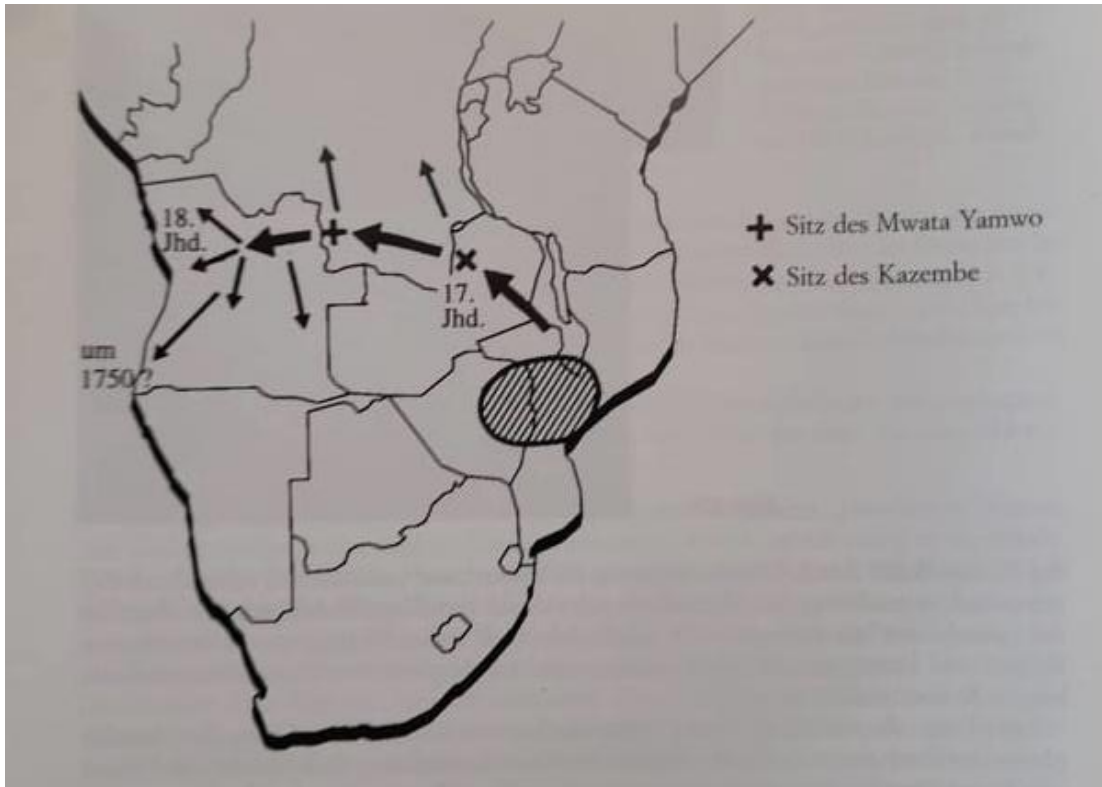 18.
Jhd.
17.
Jhd.
um
1750?
+ Sitz des Mwata Yamwo
× Sitz des Kazembe